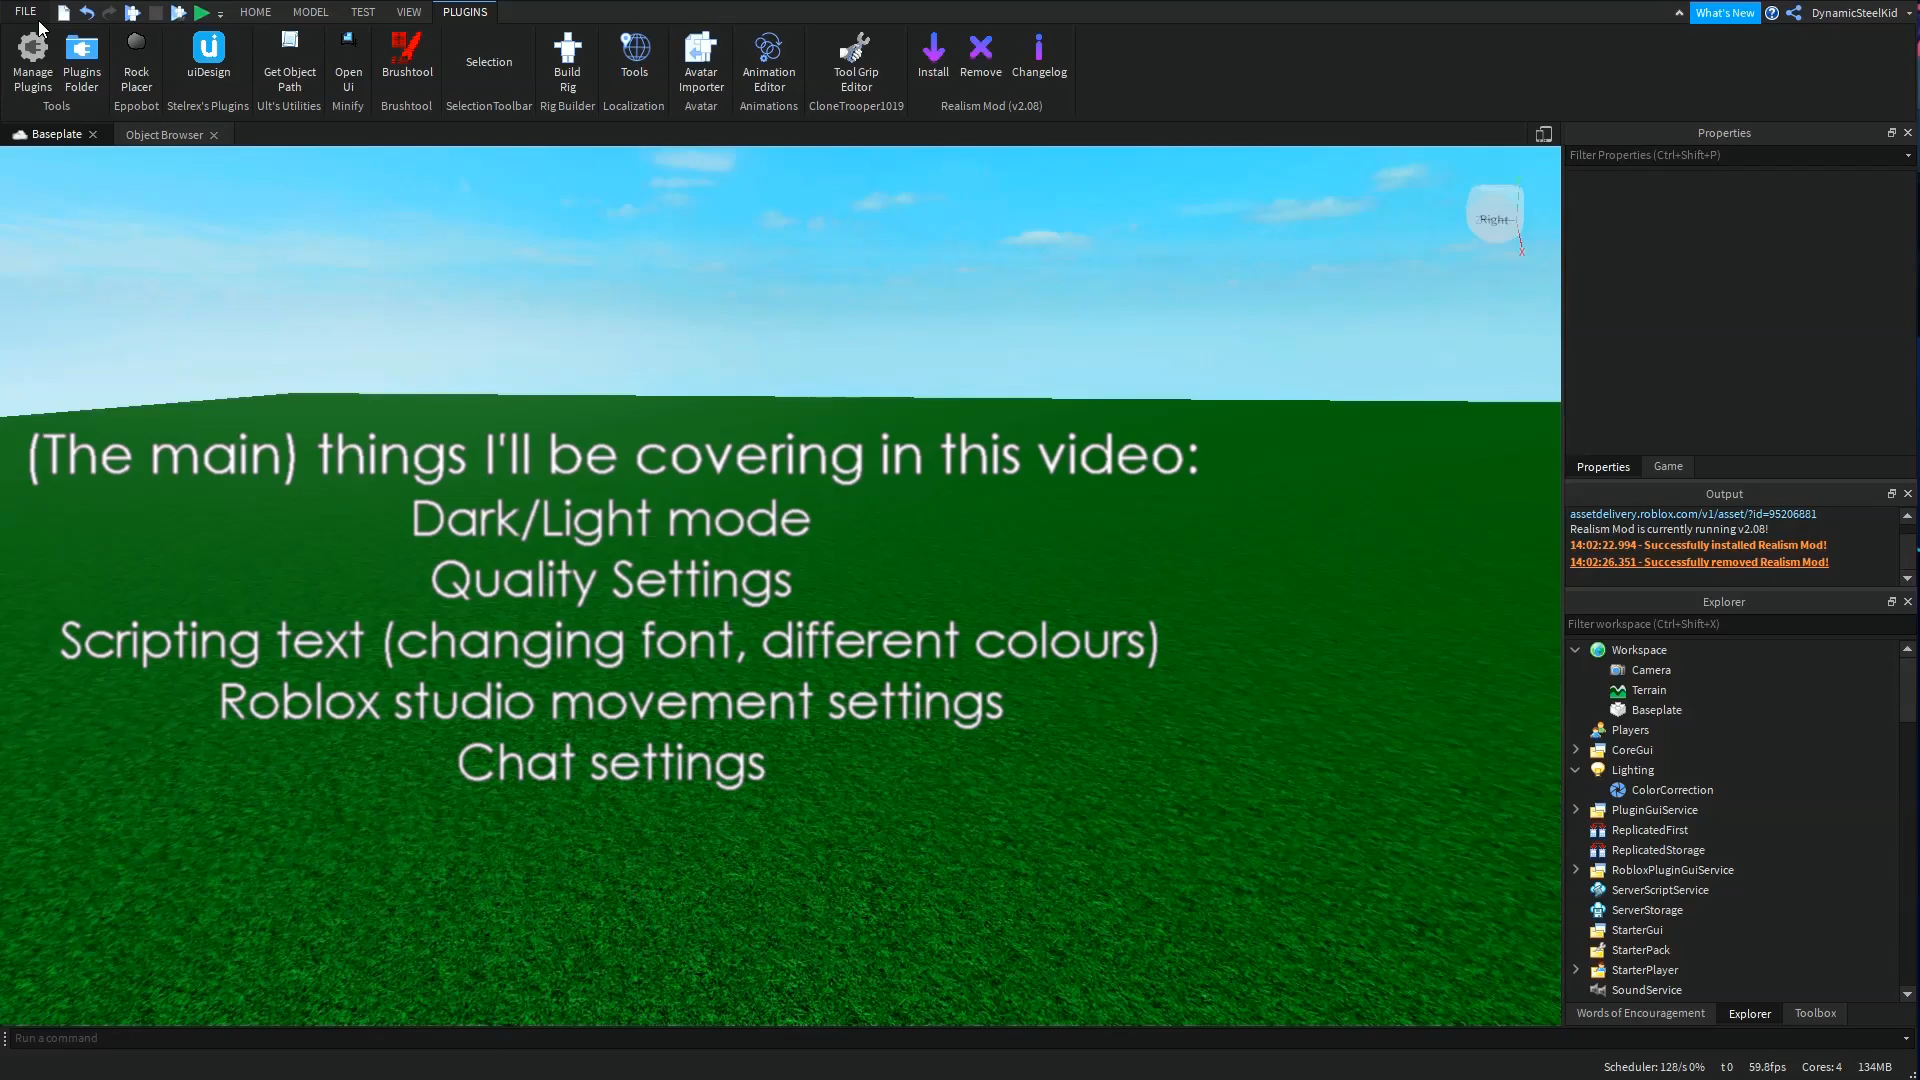 FILE
HOME
MODEL
TEST
VIEW
PLUGINS
What's New
DynamicSteelKid
Manage Plugins
Plugins Folder
Rock Placer
uiDesign
Get Object Path
Open Ui
Brushtool
Selection
Build Rig
Tools
Avatar Importer
Animation Editor
Tool Grip Editor
Install
Remove
Changelog
Tools
Eppobot
Stelrex's Plugins
Ult's Utilities
Minify
Brushtool
SelectionToolbar
Rig Builder
Localization
Avatar
Animations
CloneTrooper1019
Realism Mod (v2.08)
Baseplate
Object Browser
Right
X
(The main) things I'll be covering in this video:
Dark/Light mode
Quality Settings
Scripting text (changing font, different colours)
Roblox studio movement settings
Chat settings
Properties
Filter Properties (Ctrl+Shift+P)
Properties
Game
Output
assetdelivery.roblox.com/v1/asset/?id=95206881
Realism Mod is currently running v2.08!
14:02:22.994 - Successfully installed Realism Mod!
14:02:26.351 - Successfully removed Realism Mod!
Explorer
Filter workspace (Ctrl+Shift+X)
Workspace
Camera
Terrain
Baseplate
Players
CoreGui
Lighting
ColorCorrection
PluginGuiService
ReplicatedFirst
ReplicatedStorage
RobloxPluginGuiService
ServerScriptService
ServerStorage
StarterGui
StarterPack
StarterPlayer
SoundService
Words of Encouragement
Explorer
Toolbox
Run a command
Scheduler: 128/s 0%
t 0
59.8fps
Cores: 4
134MB